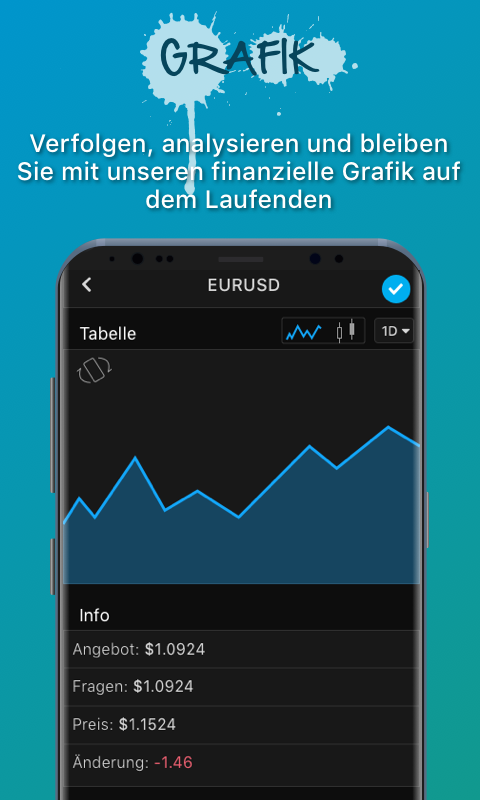 GRAFIK
Verfolgen, analysieren und bleiben
Sie mit unseren finanzielle Grafik auf
dem Laufenden
EURUSD
Tabelle
1D
Info
Angebot: $1.0924
Fragen: $1.0924
Preis: $1.1524
Änderung: -1.46